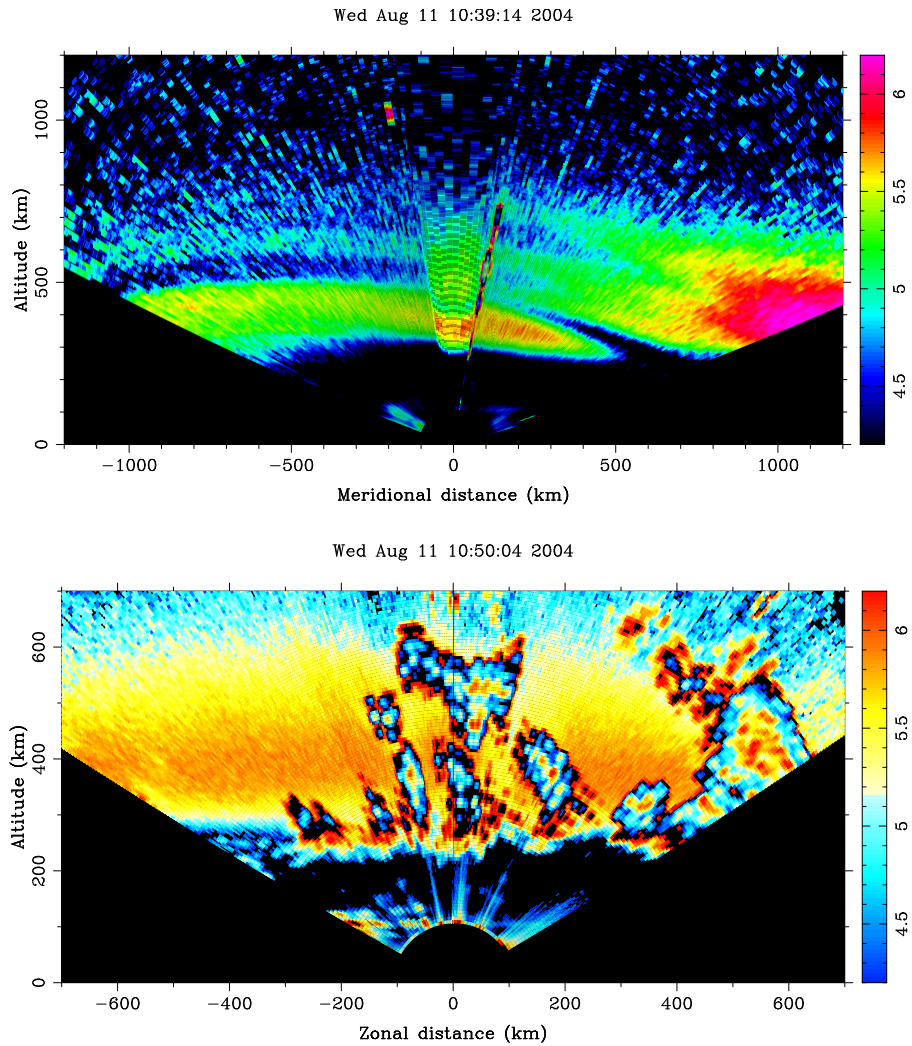 Wed Aug 11 10:39:14 2004
Altitude (km)
1000
500
0
6
5.5
5
4.5
−1000 −500 0 500 1000
Meridional distance (km)
Wed Aug 11 10:50:04 2004
Altitude (km)
600
400
200
0
6
5.5
5
4.5
−600 −400 −200 0 200 400 600
Zonal distance (km)